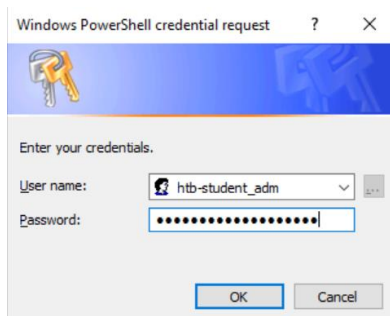 Windows PowerShell credential request ? ✕
Enter your credentials.
User name: htb-student_adm ...
Password: ••••••••••••••••••••
OK Cancel